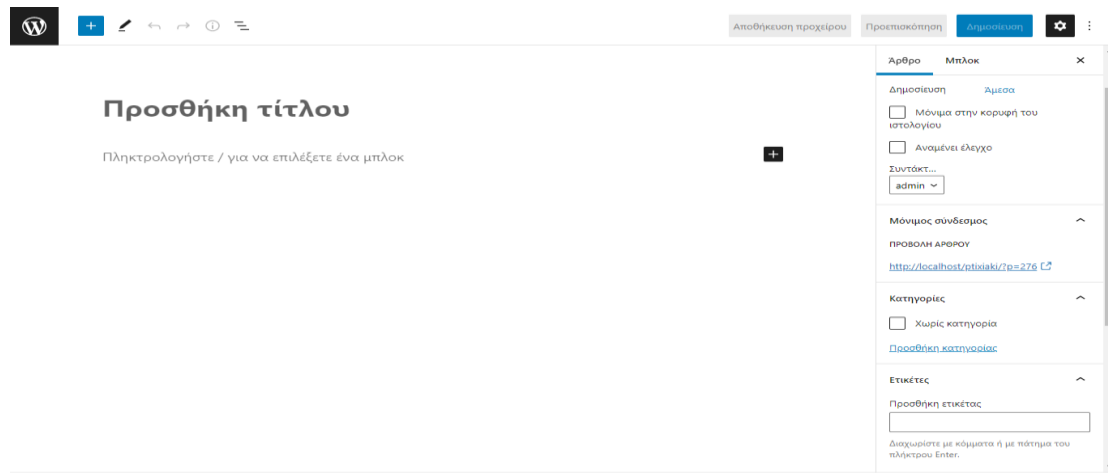 Αποθήκευση προχείρου Προεπισκόπηση Δημοσίευση
Άρθρο Μπλοκ
Δημοσίευση Άμεσα
Μόνιμα στην κορυφή του
ιστολογίου
Αναμένει έλεγχο
Συντάκτ...
admin
Μόνιμος σύνδεσμος
ΠΡΟΒΟΛΗ ΑΡΘΡΟΥ
http://localhost/ptixiaki/?p=276
Κατηγορίες
Χωρίς κατηγορία
Προσθήκη κατηγορίας
Ετικέτες
Προσθήκη ετικέτας
Διαχωρίστε με κόμματα ή με πάτημα του
πλήκτρου Enter.
Προσθήκη τίτλου
Πληκτρολογήστε / για να επιλέξετε ένα μπλοκ